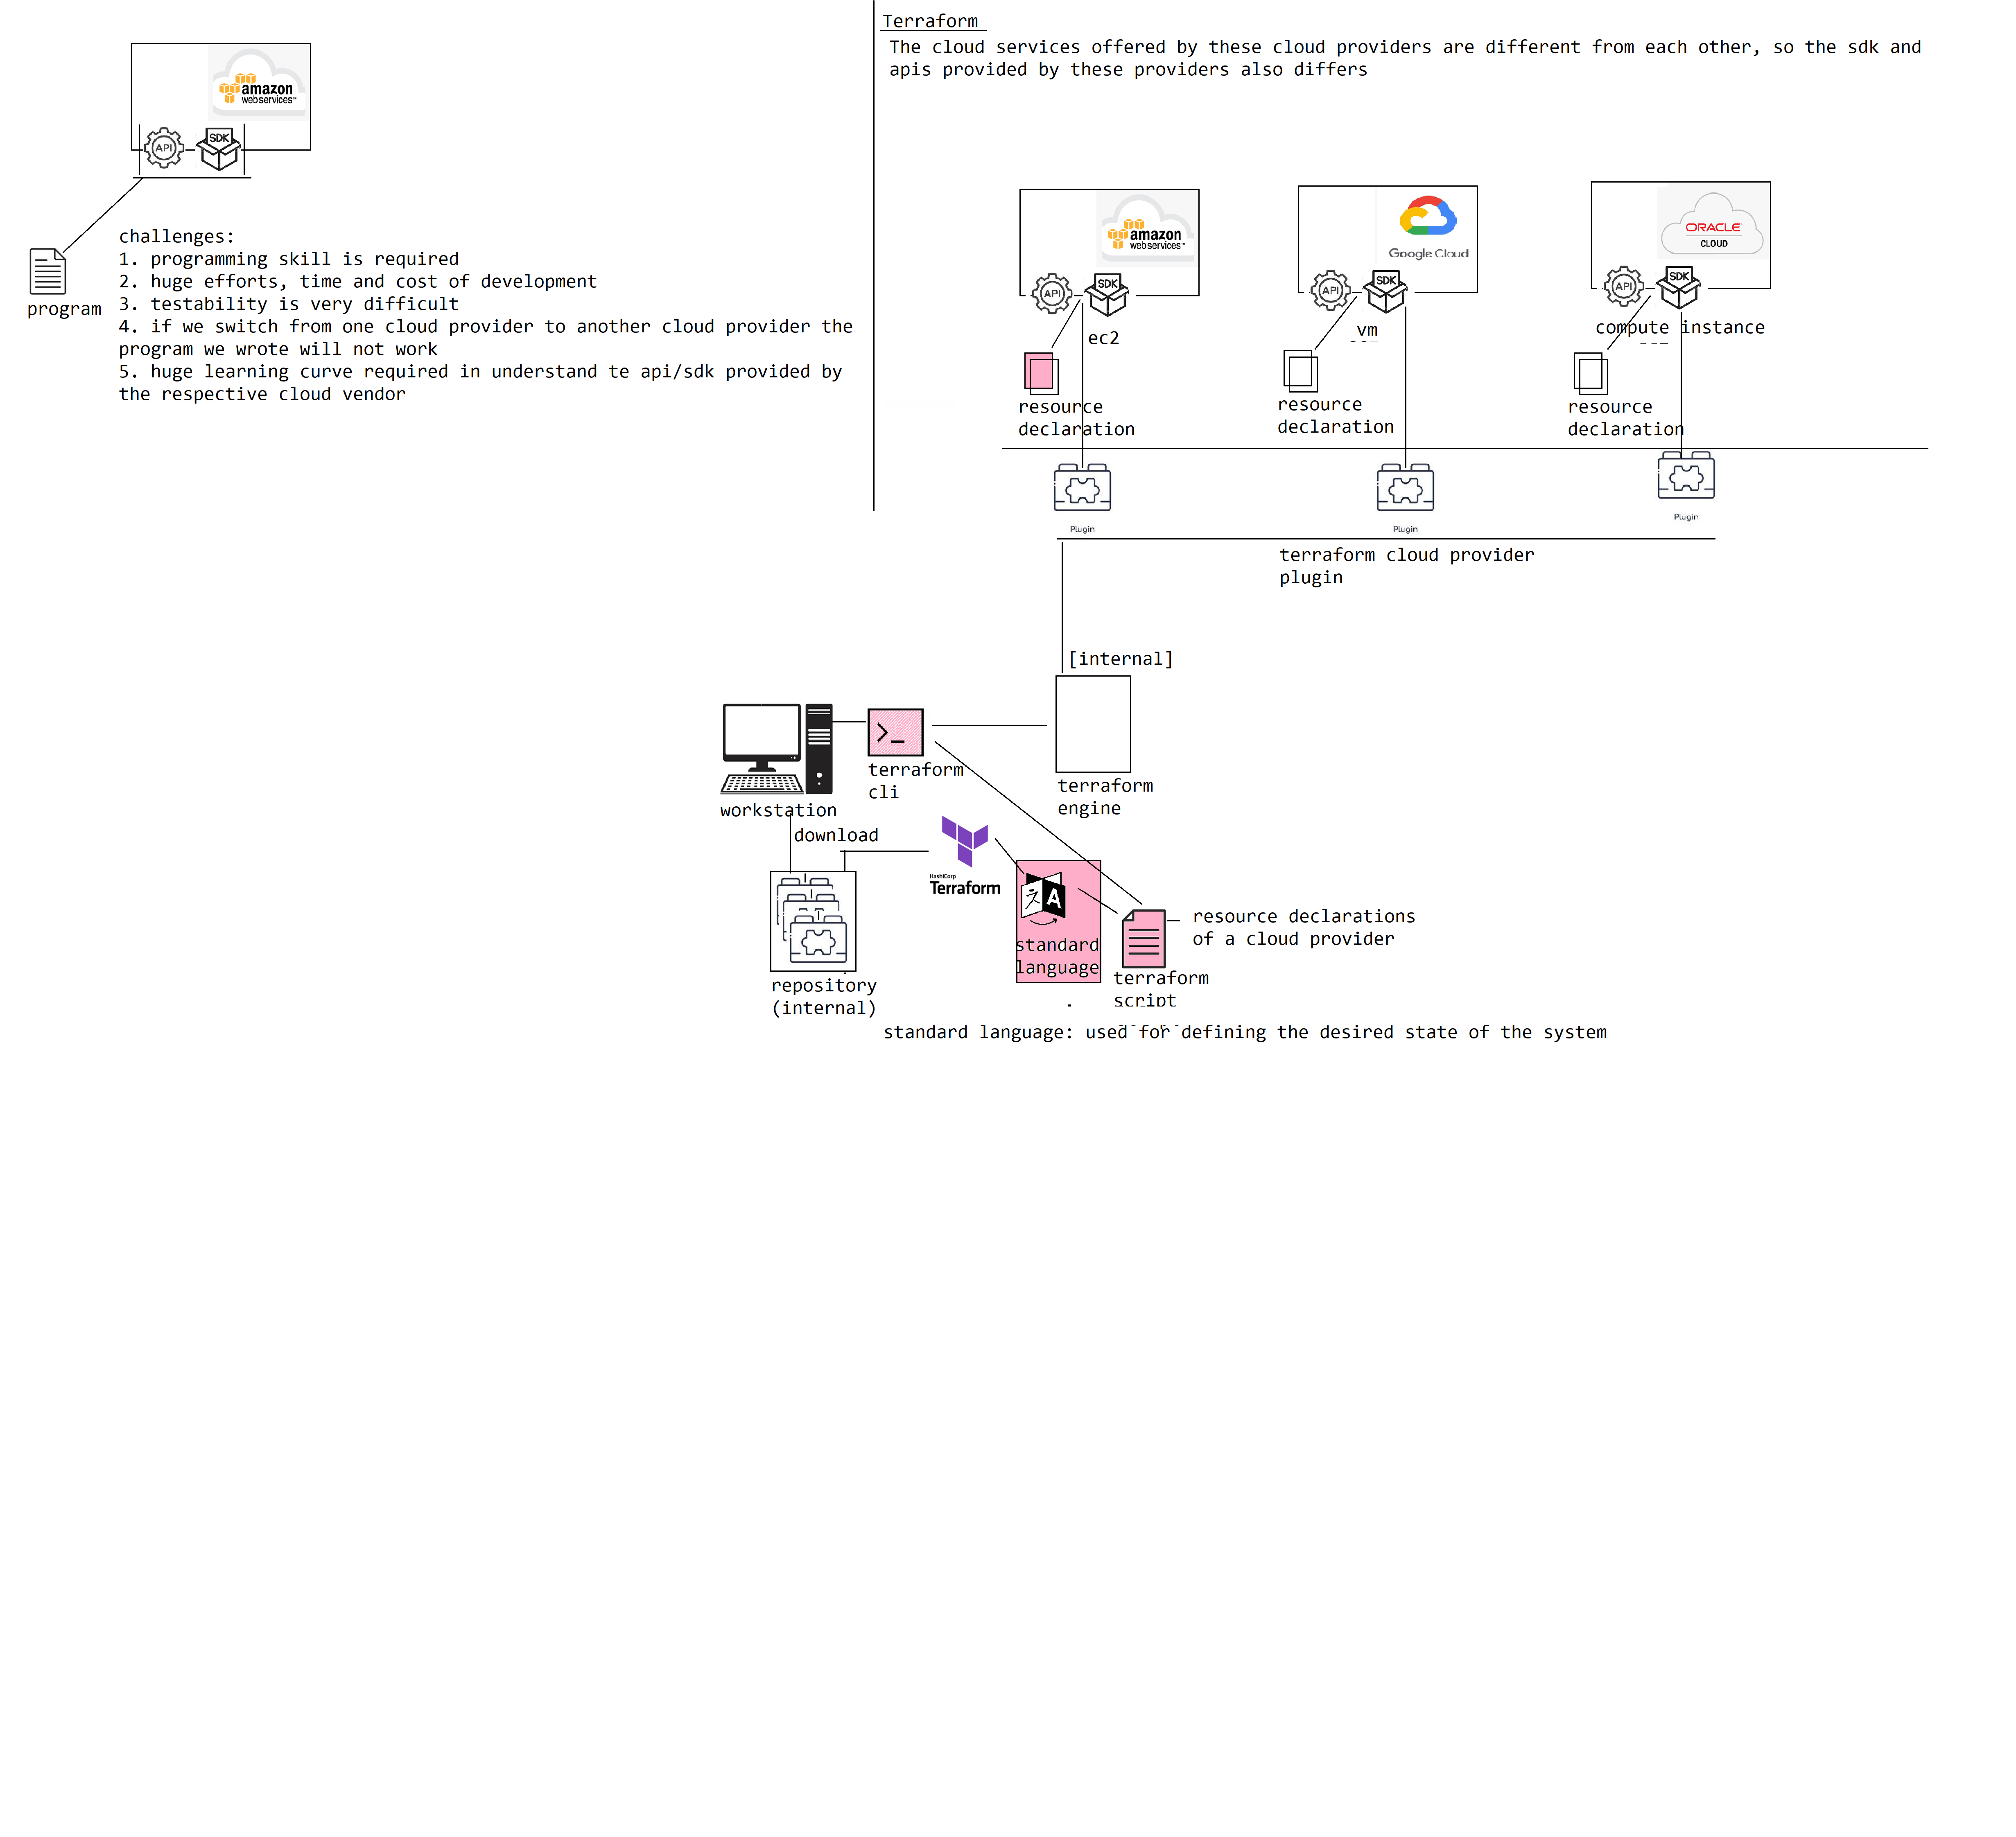 amazon
webservices™
API
SDK
program
challenges:
1. programming skill is required
2. huge efforts, time and cost of development
3. testability is very difficult
4. if we switch from one cloud provider to another cloud provider the
program we wrote will not work
5. huge learning curve required in understand te api/sdk provided by
the respective cloud vendor
Terraform
The cloud services offered by these cloud providers are different from each other, so the sdk and
apis provided by these providers also differs
amazon
webservices™
API
SDK
ec2
resource
declaration
Google Cloud
API
SDK
vm
resource
declaration
ORACLE
CLOUD
API
SDK
compute instance
resource
declaration
Plugin
Plugin
Plugin
terraform cloud provider
plugin
[internal]
terraform
engine
workstation
>_
terraform
cli
download
HashiCorp
Terraform
repository
(internal)
文 A
standard
language
terraform
script
resource declarations
of a cloud provider
standard language: used for defining the desired state of the system